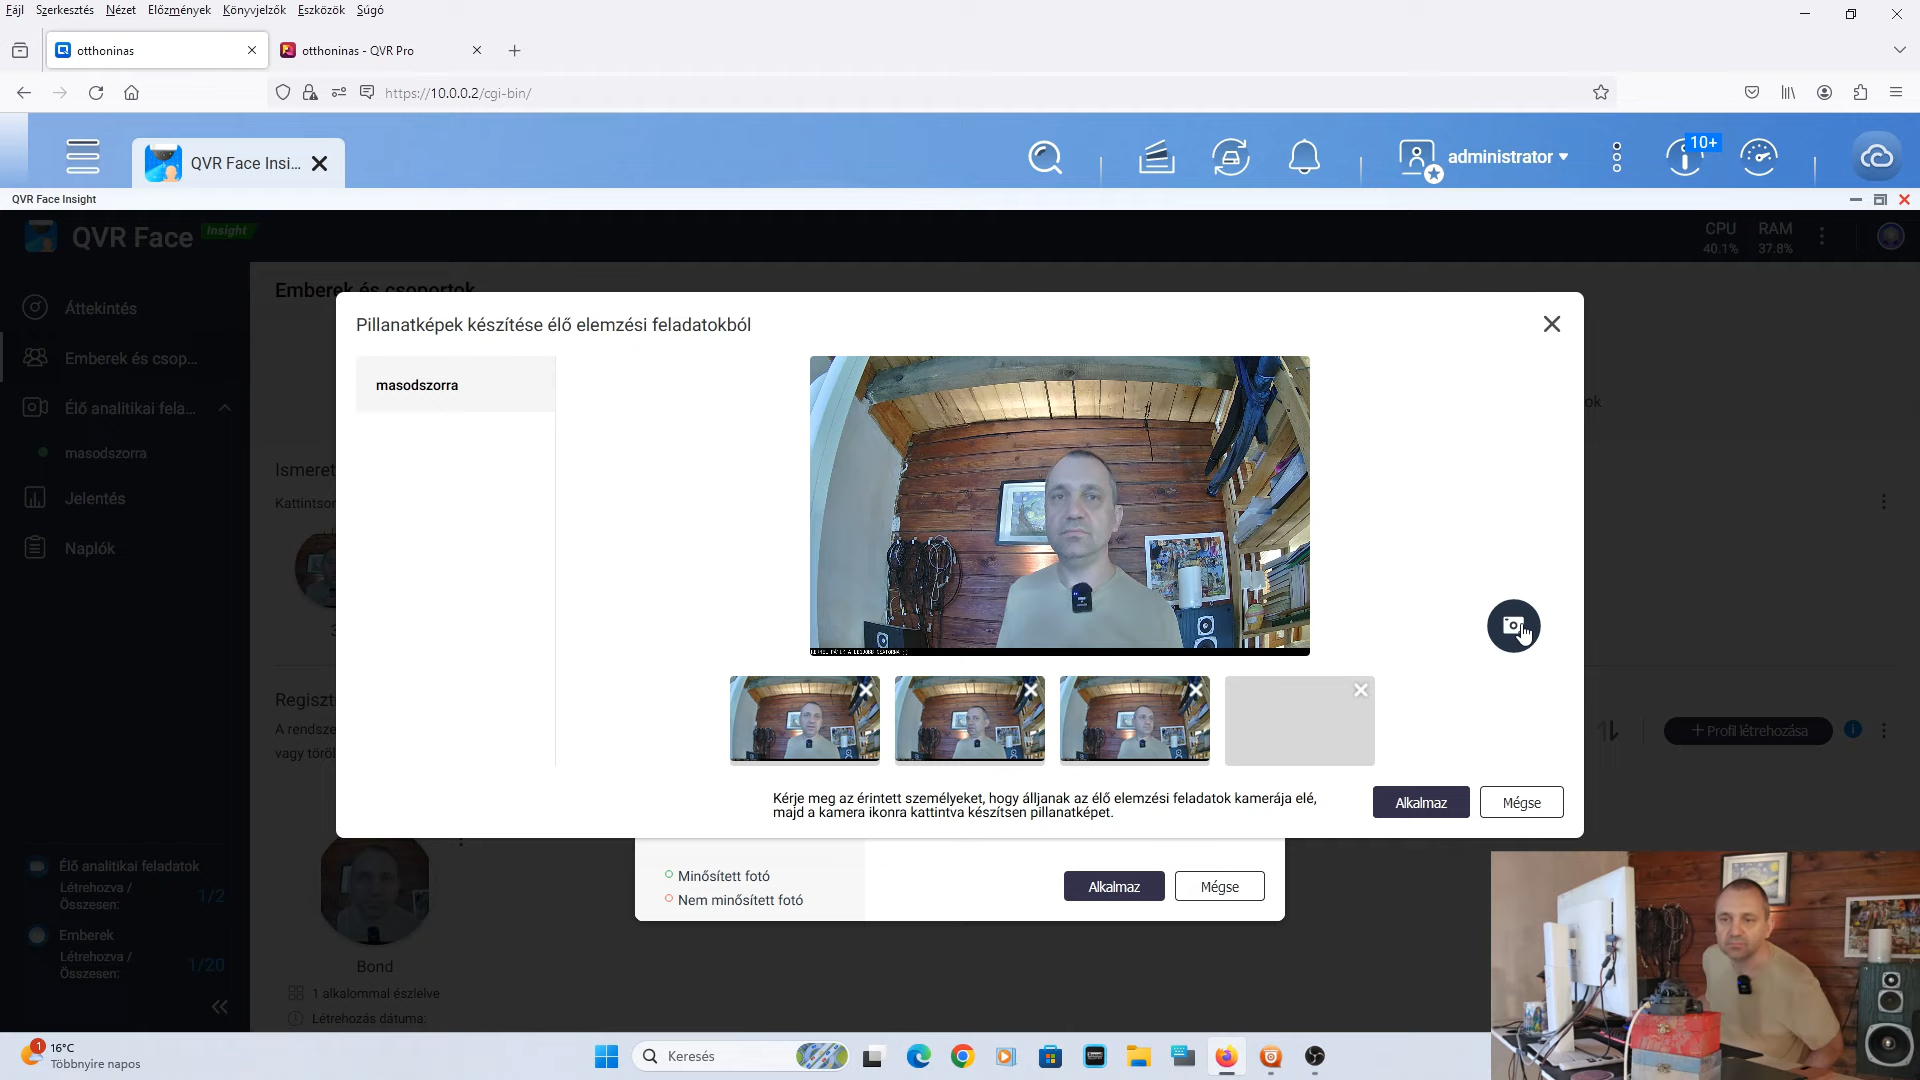 Fájl Szerkesztés Nézet Előzmények Könyvjelzők Eszközök Súgó
otthoninas
otthoninas - QVR Pro
https://10.0.0.2/cgi-bin/
QVR Face Insi...
administrator
10+
QVR Face Insight
QVR Face Insight
CPU
40.1%
RAM
37.8%
Áttekintés
Emberek és csop...
Élő analitikai fela...
masodszorra
Jelentés
Naplók
Emberek és csoportok
Pillanatképek készítése élő elemzési feladatokból
masodszorra
Kérje meg az érintett személyeket, hogy álljanak az élő elemzési feladatok kamerája elé,
majd a kamera ikonra kattintva készítsen pillanatképet.
Alkalmaz
Mégse
ok
+ Profil létrehozása
A rendsze
vagy töröl
Minősített fotó
Nem minősített fotó
Alkalmaz
Mégse
Bond
1 alkalommal észlelve
Létrehozás dátuma:
Élő analitikai feladatok
Létrehozva /
Összesen:
1/2
Emberek
Létrehozva /
Összesen:
1/20
1
16°C
Többnyire napos
Keresés